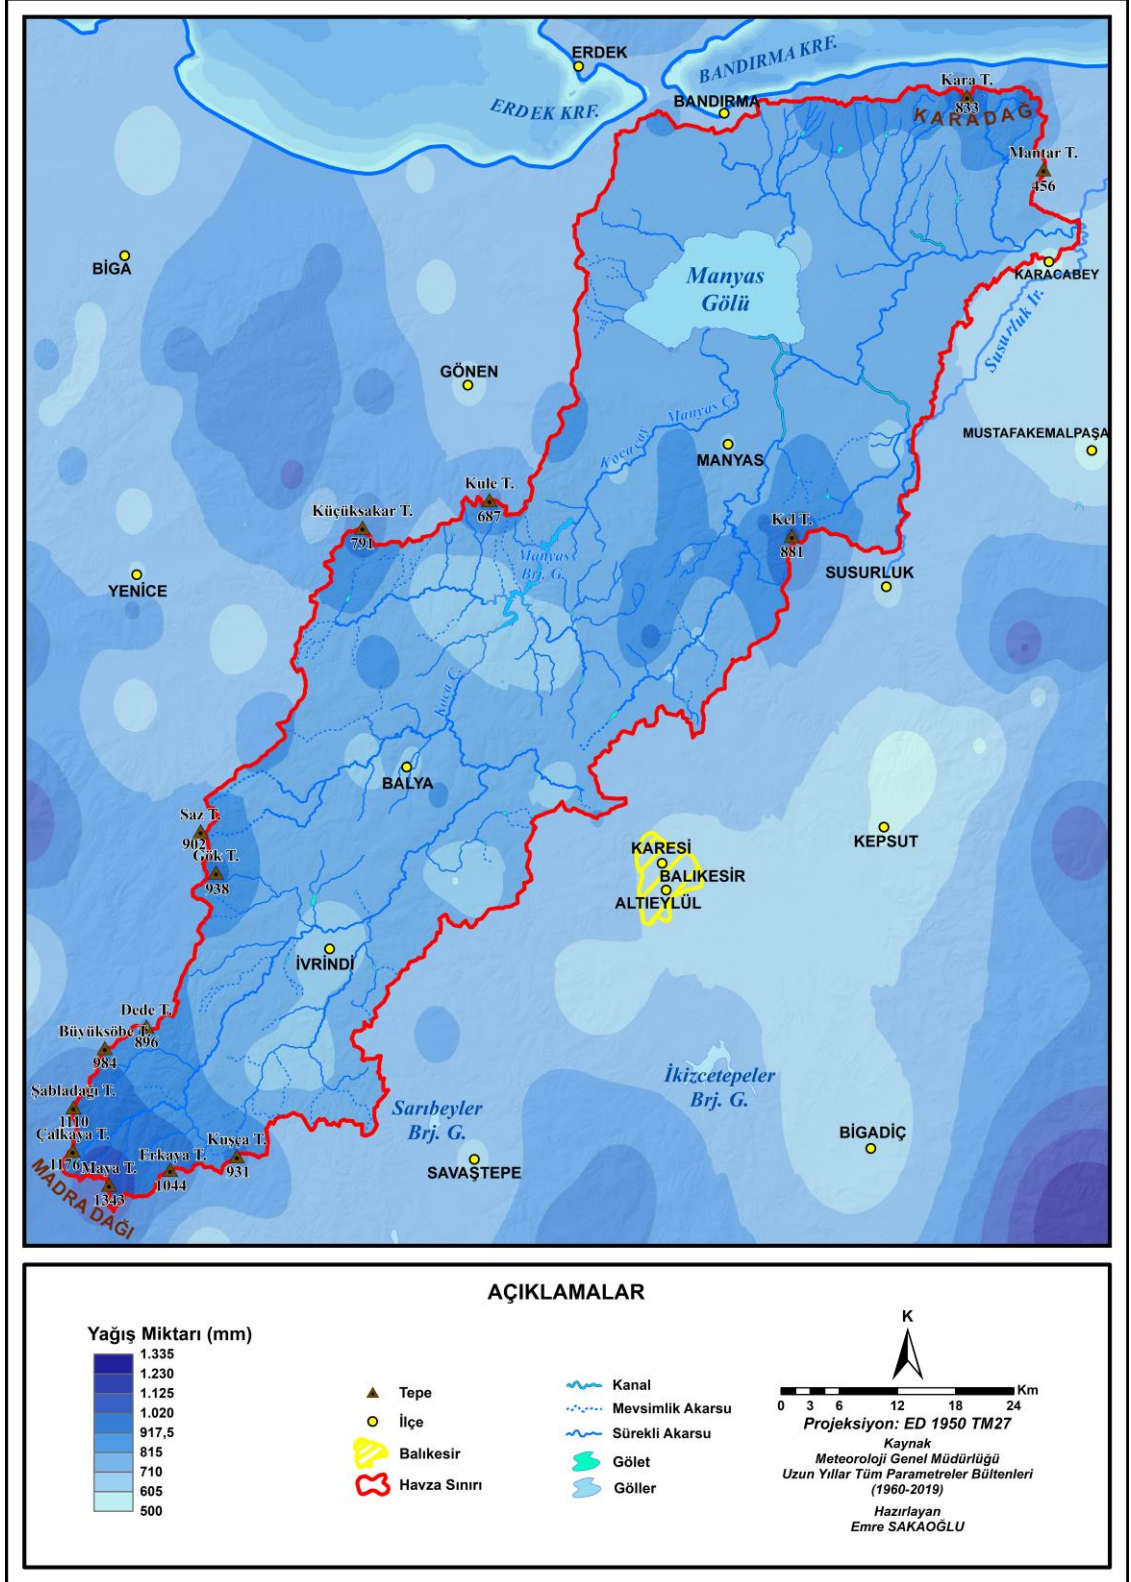 ERDEK
BANDIRMA KRF.
ERDEK KRF.
BANDIRMA
Kara T.
833
KARADAĞ
Mantar T.
456
BİGA
KARACABEY
Manyas
Gölü
Susurluk Ir.
GÖNEN
Manyas Ç.
Kocaçay
MUSTAFAKEMALPAŞA
MANYAS
Kule T.
687
Küçüksakar T.
791
Kel T.
881
Manyas
Brj. G.
SUSURLUK
YENİCE
Koca Ç.
BALYA
Saz T.
902
Gök T.
938
KEPSUT
KARESİ
BALIKESİR
ALTIEYLÜL
İVRİNDİ
Dede T.
896
Büyüksöbe T.
984
Şabladağı T.
1110
Çalkaya T.
1176
Maya T.
1343
Erkaya T.
1044
Kuşça T.
931
MADRA DAĞI
Sarıbeyler
Brj. G.
İkizcetepeler
Brj. G.
BİGADİÇ
SAVAŞTEPE
AÇIKLAMALAR
Yağış Miktarı (mm)
1.335
1.230
1.125
1.020
917,5
815
710
605
500
Tepe
İlçe
Balıkesir
Havza Sınırı
Kanal
Mevsimlik Akarsu
Sürekli Akarsu
Gölet
Göller
K
Km
0 3 6 12 18 24
Projeksiyon: ED 1950 TM27
Kaynak
Meteoroloji Genel Müdürlüğü
Uzun Yıllar Tüm Parametreler Bültenleri
(1960-2019)
Hazırlayan
Emre SAKAOĞLU